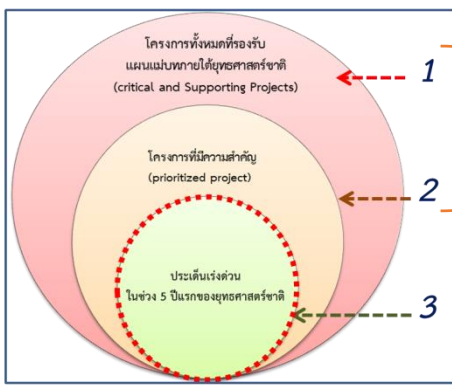 โครงการทั้งหมดที่รองรับ
แผนแม่บทภายใต้ยุทธศาสตร์ชาติ
(critical and Supporting Projects)
1
โครงการที่มีความสำคัญ
(prioritized project)
2
ประเด็นเร่งด่วน
ในช่วง 5 ปีแรกของยุทธศาสตร์ชาติ
3